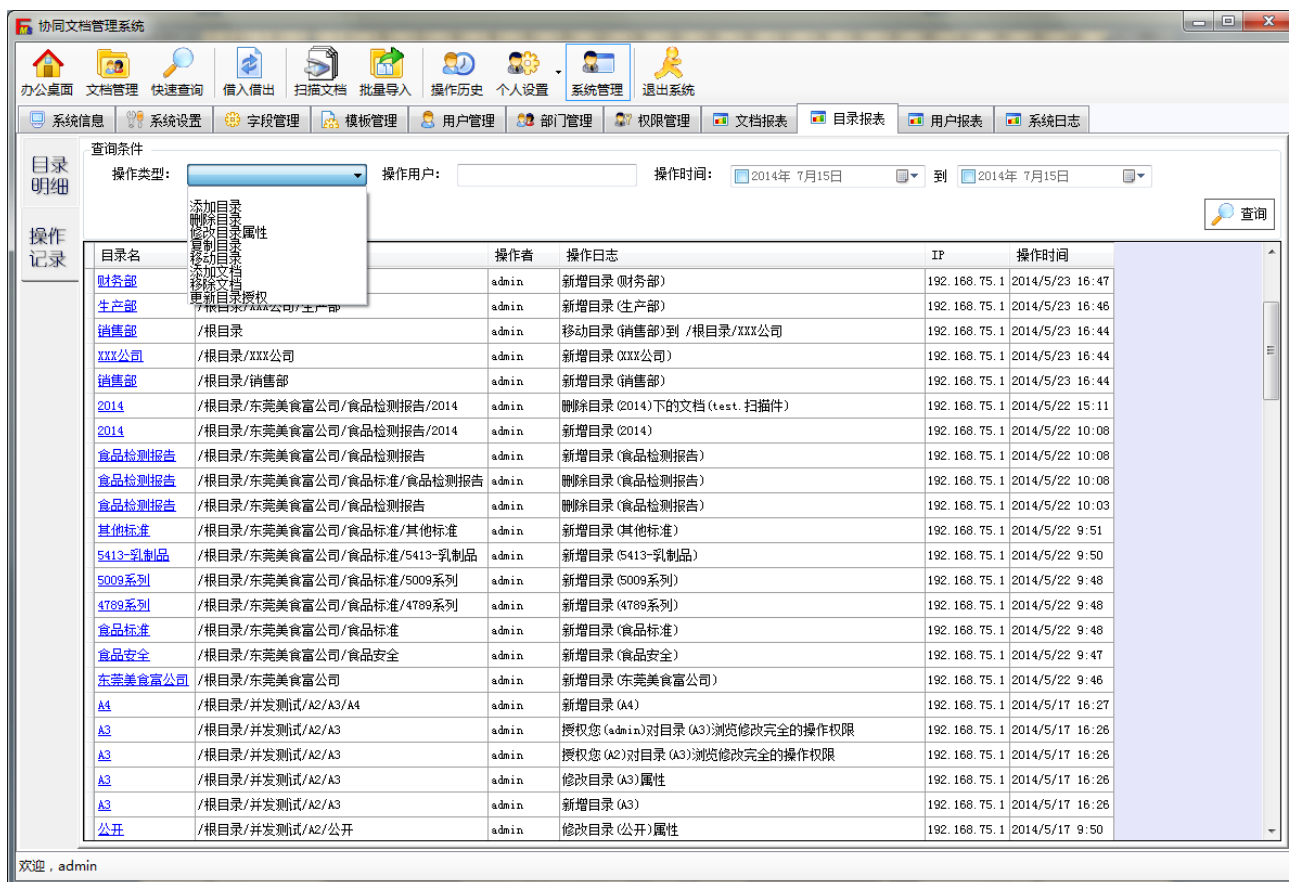 协同文档管理系统
办公桌面 文档管理 快速查询 借入借出 扫描文档 批量导入 操作历史 个人设置 系统管理 退出系统
系统信息 系统设置 字段管理 模板管理 用户管理 部门管理 权限管理 文档报表 目录报表 用户报表 系统日志
目录明细
操作记录
查询条件
操作类型： 操作用户： 操作时间： 2014年 7月15日 到 2014年 7月15日
添加目录
删除目录
修改目录属性
复制目录
移动目录
添加文档
移除文档
更新目录授权
查询
目录名 操作者 操作日志 IP 操作时间
财务部 admin 新增目录(财务部) 192.168.75.1 2014/5/23 16:47
生产部 /根目录/XXX公司/生产部 admin 新增目录(生产部) 192.168.75.1 2014/5/23 16:46
销售部 /根目录 admin 移动目录(销售部)到 /根目录/XXX公司 192.168.75.1 2014/5/23 16:44
XXX公司 /根目录/XXX公司 admin 新增目录(XXX公司) 192.168.75.1 2014/5/23 16:44
销售部 /根目录/销售部 admin 新增目录(销售部) 192.168.75.1 2014/5/23 16:44
2014 /根目录/东莞美食富公司/食品检测报告/2014 admin 删除目录(2014)下的文档(test.扫描件) 192.168.75.1 2014/5/22 15:11
2014 /根目录/东莞美食富公司/食品检测报告/2014 admin 新增目录(2014) 192.168.75.1 2014/5/22 10:08
食品检测报告 /根目录/东莞美食富公司/食品检测报告 admin 新增目录(食品检测报告) 192.168.75.1 2014/5/22 10:08
食品检测报告 /根目录/东莞美食富公司/食品标准/食品检测报告 admin 删除目录(食品检测报告) 192.168.75.1 2014/5/22 10:08
食品检测报告 /根目录/东莞美食富公司/食品检测报告 admin 删除目录(食品检测报告) 192.168.75.1 2014/5/22 10:03
其他标准 /根目录/东莞美食富公司/食品标准/其他标准 admin 新增目录(其他标准) 192.168.75.1 2014/5/22 9:51
5413-乳制品 /根目录/东莞美食富公司/食品标准/5413-乳制品 admin 新增目录(5413-乳制品) 192.168.75.1 2014/5/22 9:50
5009系列 /根目录/东莞美食富公司/食品标准/5009系列 admin 新增目录(5009系列) 192.168.75.1 2014/5/22 9:48
4789系列 /根目录/东莞美食富公司/食品标准/4789系列 admin 新增目录(4789系列) 192.168.75.1 2014/5/22 9:48
食品标准 /根目录/东莞美食富公司/食品标准 admin 新增目录(食品标准) 192.168.75.1 2014/5/22 9:48
食品安全 /根目录/东莞美食富公司/食品安全 admin 新增目录(食品安全) 192.168.75.1 2014/5/22 9:47
东莞美食富公司 /根目录/东莞美食富公司 admin 新增目录(东莞美食富公司) 192.168.75.1 2014/5/22 9:46
A4 /根目录/并发测试/A2/A3/A4 admin 新增目录(A4) 192.168.75.1 2014/5/17 16:27
A3 /根目录/并发测试/A2/A3 admin 授权您(admin)对目录(A3)浏览修改完全的操作权限 192.168.75.1 2014/5/17 16:26
A3 /根目录/并发测试/A2/A3 admin 授权您(A2)对目录(A3)浏览修改完全的操作权限 192.168.75.1 2014/5/17 16:26
A3 /根目录/并发测试/A2/A3 admin 修改目录(A3)属性 192.168.75.1 2014/5/17 16:26
A3 /根目录/并发测试/A2/A3 admin 新增目录(A3) 192.168.75.1 2014/5/17 16:26
公开 /根目录/并发测试/A2/公开 admin 修改目录(公开)属性 192.168.75.1 2014/5/17 9:50
欢迎，admin